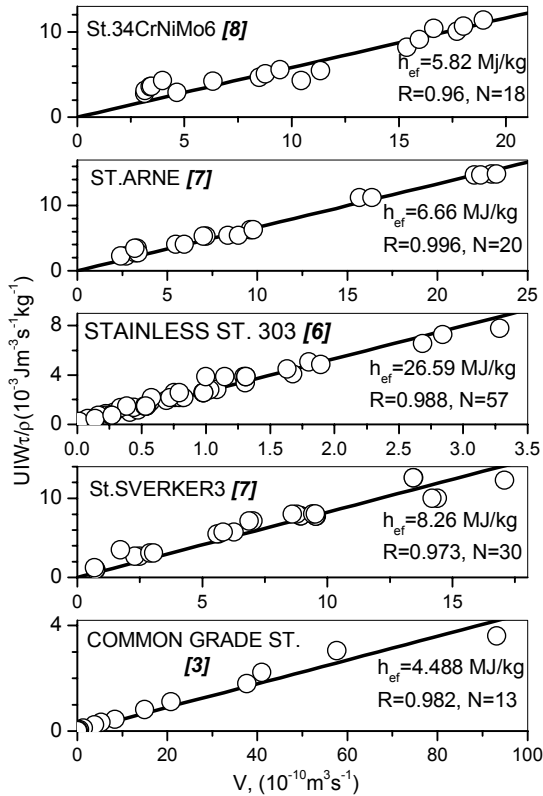 St.34CrNiMo6 [8]
10
0
h_ef=5.82 Mj/kg
R=0.96, N=18
0 5 10 15 20
ST.ARNE [7]
10
0
h_ef=6.66 MJ/kg
R=0.996, N=20
0 5 10 15 20 25
STAINLESS ST. 303 [6]
8
4
0
h_ef=26.59 MJ/kg
R=0.988, N=57
0.0 0.5 1.0 1.5 2.0 2.5 3.0 3.5
St.SVERKER3 [7]
10
0
h_ef=8.26 MJ/kg
R=0.973, N=30
0 5 10 15
COMMON GRADE ST.
[3]
4
2
0
h_ef=4.488 MJ/kg
R=0.982, N=13
0 20 40 60 80 100
V, (10⁻¹⁰m³s⁻¹)
UIWτ/ρ(10⁻³Jm⁻³s⁻¹kg⁻¹)